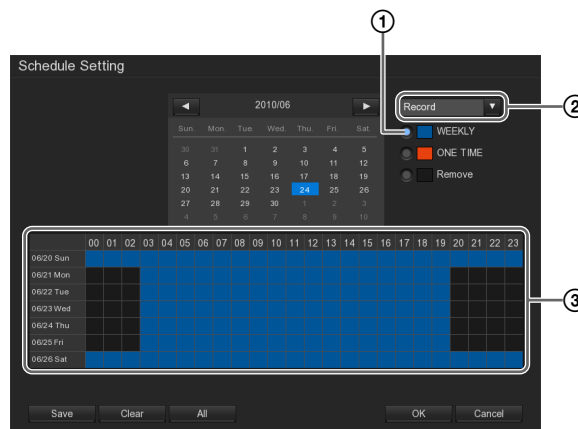 1
Schedule Setting
2010/06
Record
2
Sun. Mon. Tue. Wed. Thu. Fri. Sat.
WEEKLY
30 31 1 2 3 4 5
ONE TIME
6 7 8 9 10 11 12
Remove
13 14 15 16 17 18 19
20 21 22 23 24 25 26
27 28 29 30 1 2 3
4 5 6 7 8 9 10
00 01 02 03 04 05 06 07 08 09 10 11 12 13 14 15 16 17 18 19 20 21 22 23
06/20 Sun
06/21 Mon
06/22 Tue
06/23 Wed
3
06/24 Thu
06/25 Fri
06/26 Sat
Save Clear All OK Cancel